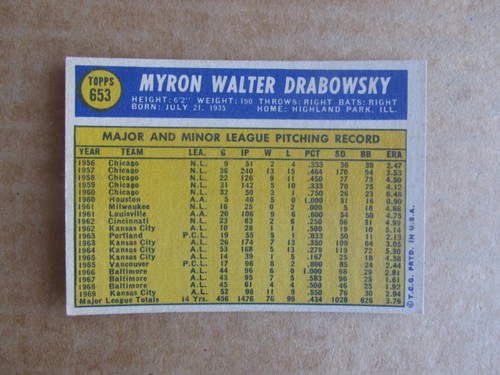 TOPPS
653
MYRON WALTER DRABOWSKY
HEIGHT: 6'2" WEIGHT: 190 THROWS: RIGHT BATS: RIGHT
BORN: JULY 21, 1935 HOME: HIGHLAND PARK, ILL.
MAJOR AND MINOR LEAGUE PITCHING RECORD
YEAR TEAM LEA. G IP W L PCT SO BB ERA
1956 Chicago N.L. 9 51 2 4 .333 36 39 2.47
1957 Chicago N.L. 36 240 13 15 .464 170 94 3.53
1958 Chicago N.L. 22 126 9 11 .450 77 73 4.50
1959 Chicago N.L. 31 142 5 10 .333 70 75 4.12
1960 Chicago N.L. 32 50 3 1 .750 26 23 6.48
1960 Houston A.A. 5 40 5 0 1.000 31 9 0.90
1961 Milwaukee N.L. 16 25 0 2 .000 5 18 4.68
1961 Louisville A.A. 20 106 9 6 .600 54 50 3.75
1962 Cincinnati N.L. 23 83 2 6 .250 56 31 4.99
1962 Kansas City A.L. 10 28 1 1 .500 19 10 5.14
1963 Portland P.C.L. 19 55 5 1 .833 50 11 2.13
1963 Kansas City A.L. 26 174 7 13 .350 109 64 3.05
1964 Kansas City A.L. 53 168 5 13 .278 119 72 5.30
1965 Kansas City A.L. 14 39 1 5 .167 25 18 4.38
1965 Vancouver P.C.L. 17 96 8 2 .800 85 24 2.44
1966 Baltimore A.L. 44 96 6 0 1.000 98 29 2.81
1967 Baltimore A.L. 43 95 7 5 .583 96 25 1.61
1968 Baltimore A.L. 45 61 4 4 .500 46 25 1.92
1969 Kansas City A.L. 52 98 11 9 .550 76 30 2.94
Major League Totals 14 Yrs. 456 1476 76 99 .434 1028 626 3.76
© T.C.G. PRTD. IN U.S.A.